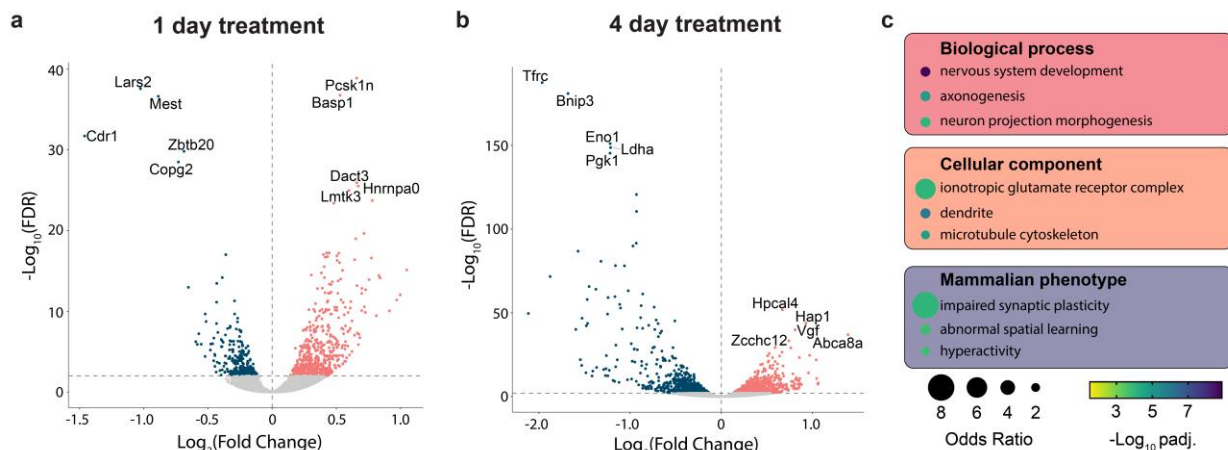 a
1 day treatment
40
30
20
10
0
-Log10(FDR)
Lars2
Mest
Cdr1
Zbtb20
Copg2
Pcsk1n
Basp1
Dact3
Hnrnpa0
Lmtk3
-1.5
-1.0
-0.5
0
0.5
1.0
Log2(Fold Change)
b
4 day treatment
150
100
50
0
-Log10(FDR)
Tfrc
Bnip3
Eno1
Ldha
Pgk1
Hpcal4
Hap1
Vgf
Zcchc12
Abca8a
-2.0
-1.0
0
1.0
Log2(Fold Change)
c
Biological process
nervous system development
axonogenesis
neuron projection morphogenesis
Cellular component
ionotropic glutamate receptor complex
dendrite
microtubule cytoskeleton
Mammalian phenotype
impaired synaptic plasticity
abnormal spatial learning
hyperactivity
8 6 4 2
Odds Ratio
3 5 7
-Log10 padj.